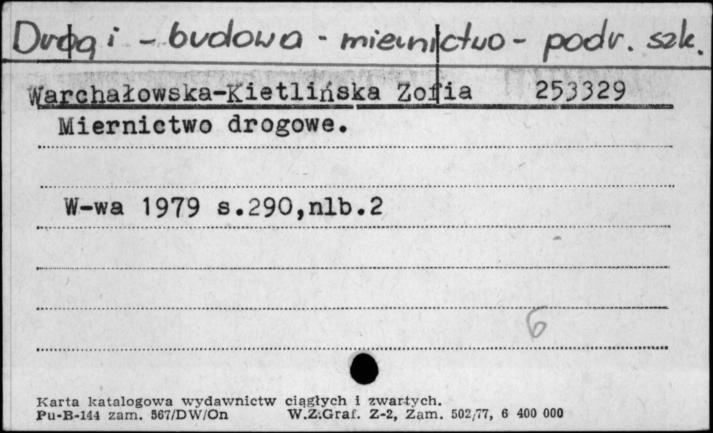 Drogi - budowa - miernictwo - podr. szk.
Warchałowska-Kietlińska Zofia 253329
Miernictwo drogowe.
W-wa 1979 s.290,nlb.2
6
Karta katalogowa wydawnictw ciągłych i zwartych.
Pu-B-144 zam. 567/DW/On W.Z.Graf. Z-2, Zam. 502/77, 6 400 000